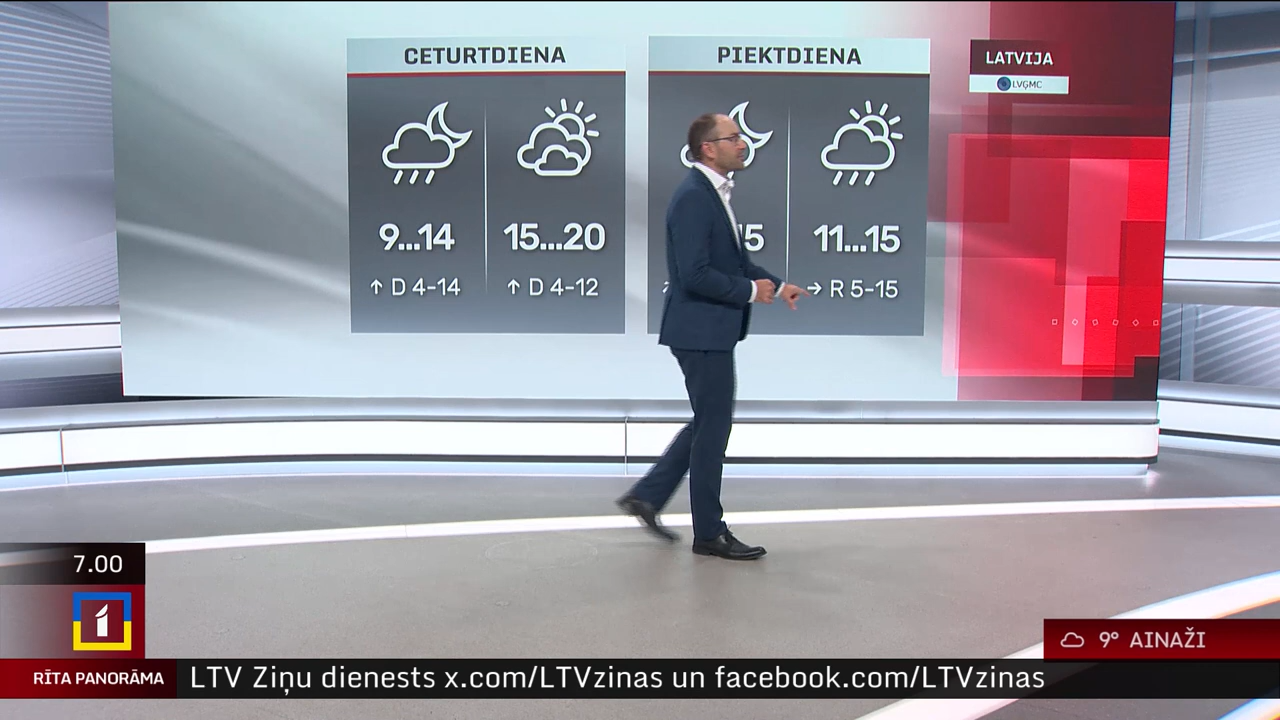 CETURTDIENA
PIEKTDIENA
LATVIJA
LVĢMC
9...14
15...20
15
11...15
↑ D 4-14
↑ D 4-12
→ R 5-15
7.00
1
9° AINAŽI
RĪTA PANORĀMA
LTV Ziņu dienests x.com/LTVzinas un facebook.com/LTVzinas